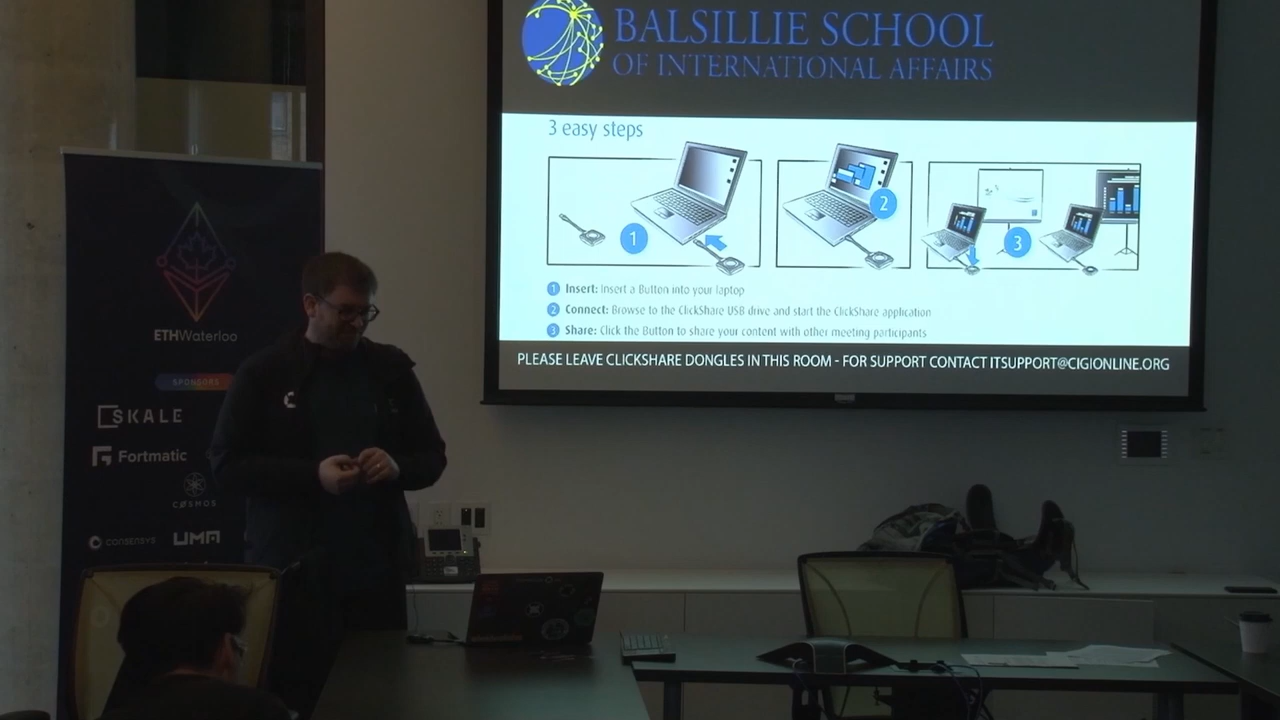 BALSILLIE SCHOOL
OF INTERNATIONAL AFFAIRS
3 easy steps
1
2
3
1 Insert: Insert a Button into your laptop
2 Connect: Browse to the ClickShare USB drive and start the ClickShare application
3 Share: Click the Button to share your content with other meeting participants
PLEASE LEAVE CLICKSHARE DONGLES IN THIS ROOM - FOR SUPPORT CONTACT ITSUPPORT@CIGIONLINE.ORG
ETHWaterloo
SPONSORS
SKALE
Fortmatic
COSMOS
CONSENSYS
UMA